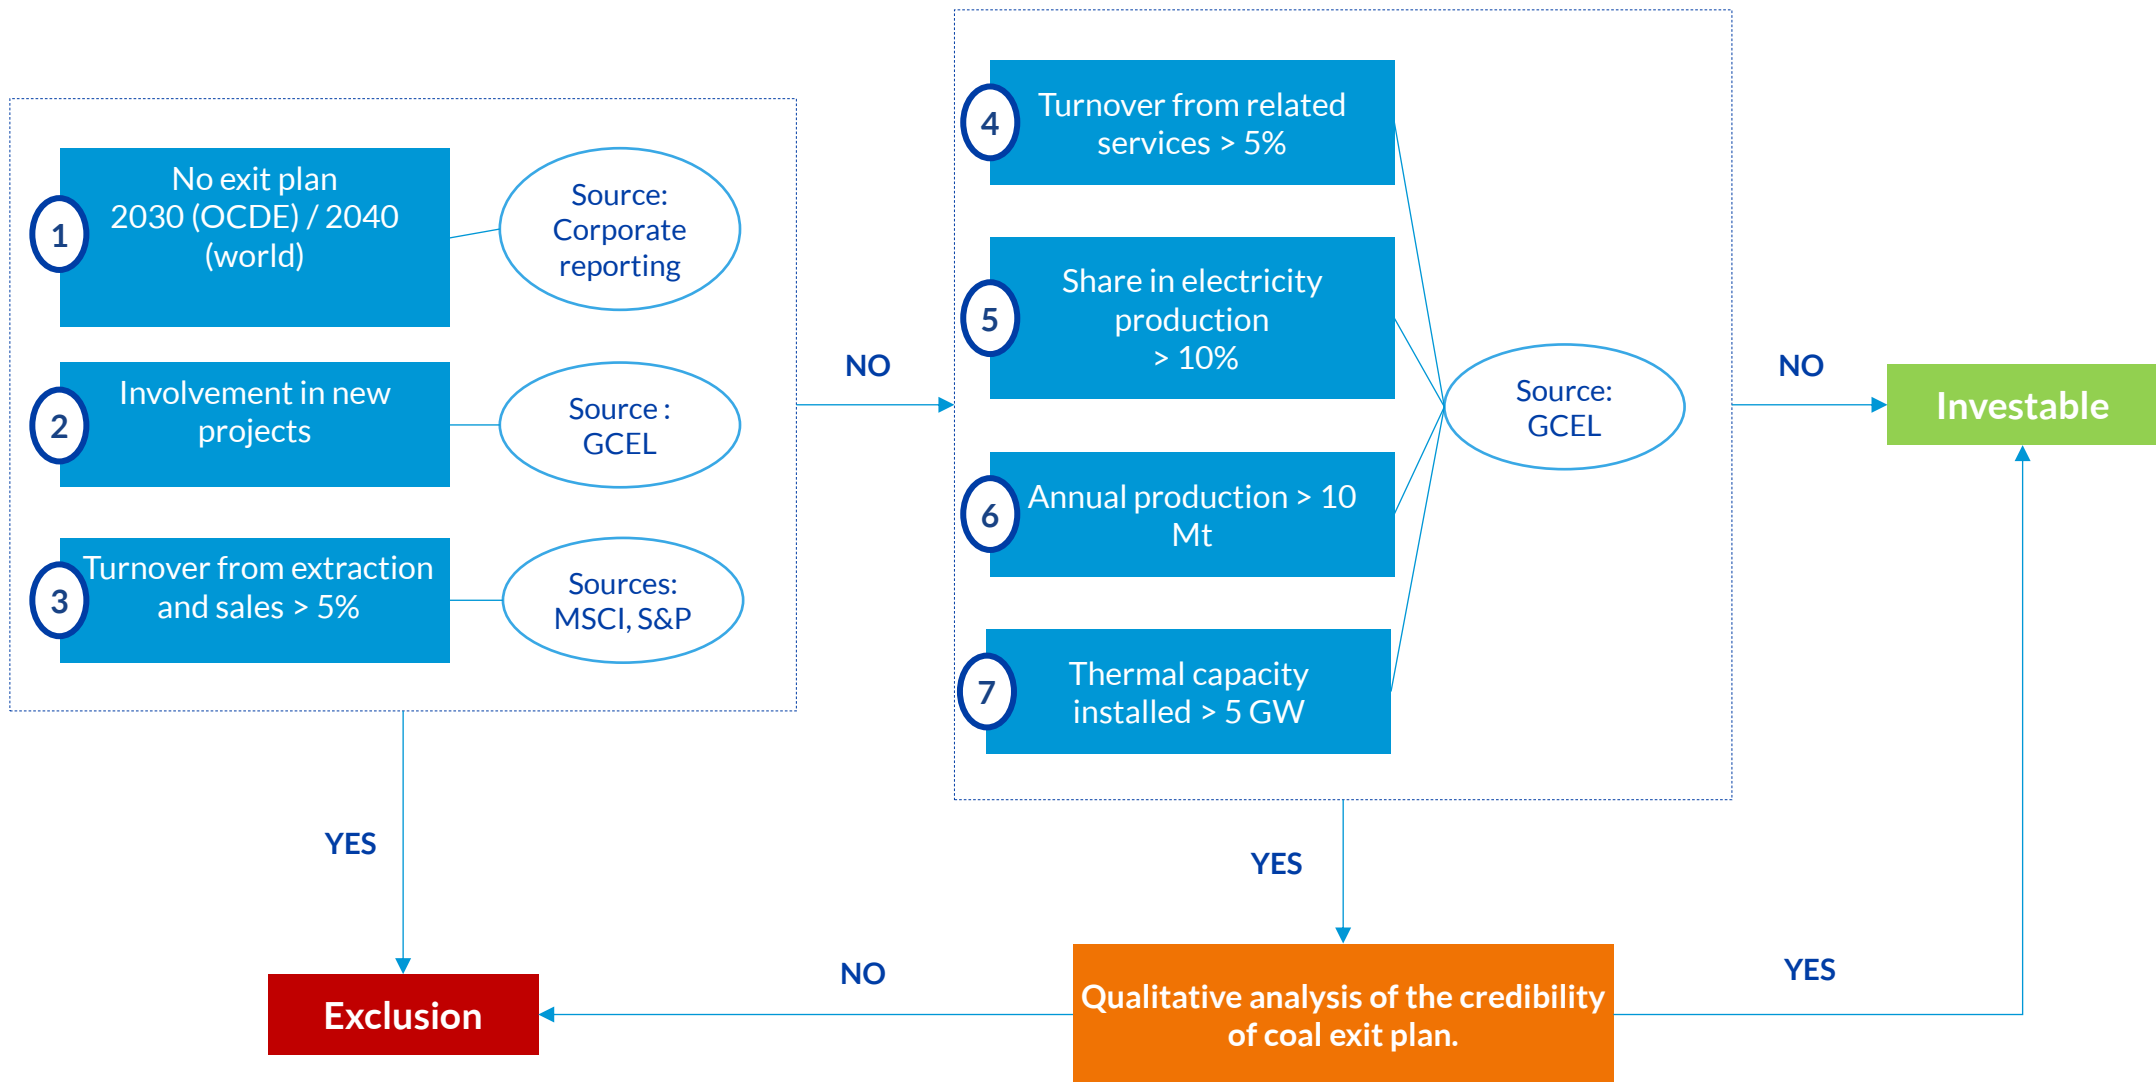 1
No exit plan
2030 (OCDE) / 2040
(world)
Source:
Corporate
reporting
2
Involvement in new
projects
Source :
GCEL
3
Turnover from extraction
and sales > 5%
Sources:
MSCI, S&P
NO
YES
4
Turnover from related
services > 5%
5
Share in electricity
production
> 10%
6
Annual production > 10
Mt
7
Thermal capacity
installed > 5 GW
Source:
GCEL
NO
Investable
YES
Exclusion
NO
Qualitative analysis of the credibility
of coal exit plan.
YES